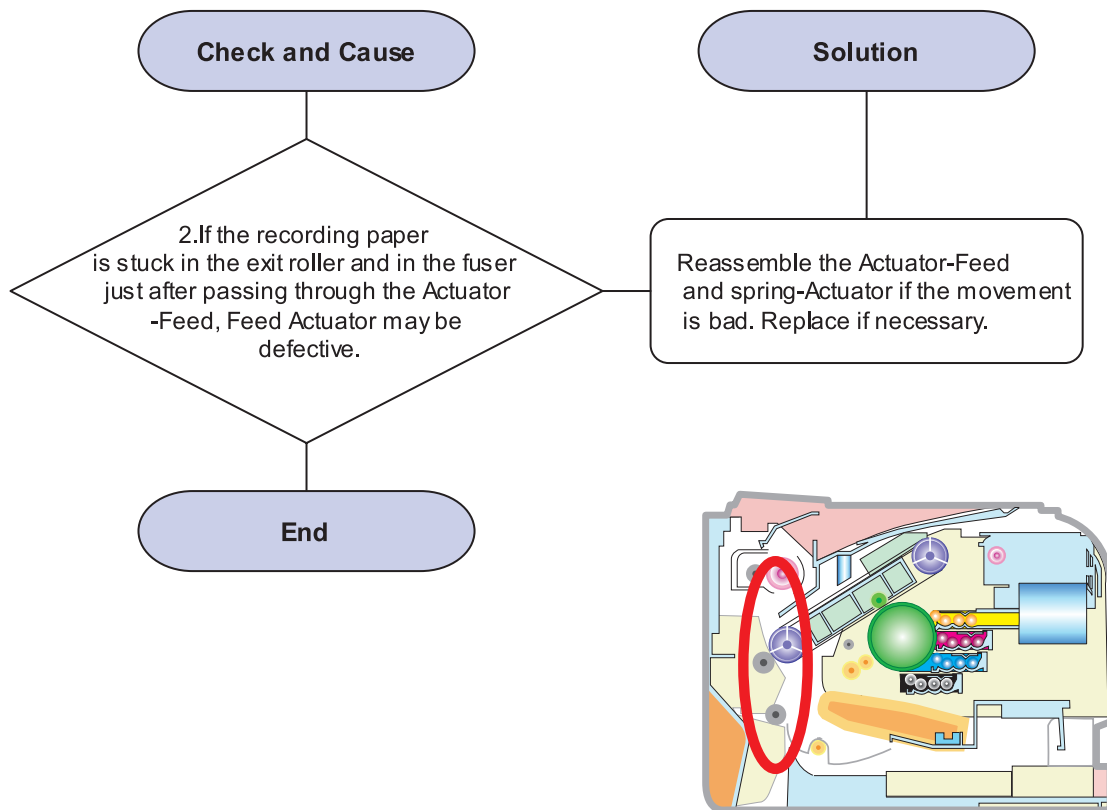 Check and Cause
Solution
2.If the recording paper
is stuck in the exit roller and in the fuser
just after passing through the Actuator
-Feed, Feed Actuator may be
defective.
Reassemble the Actuator-Feed
and spring-Actuator if the movement
is bad. Replace if necessary.
End